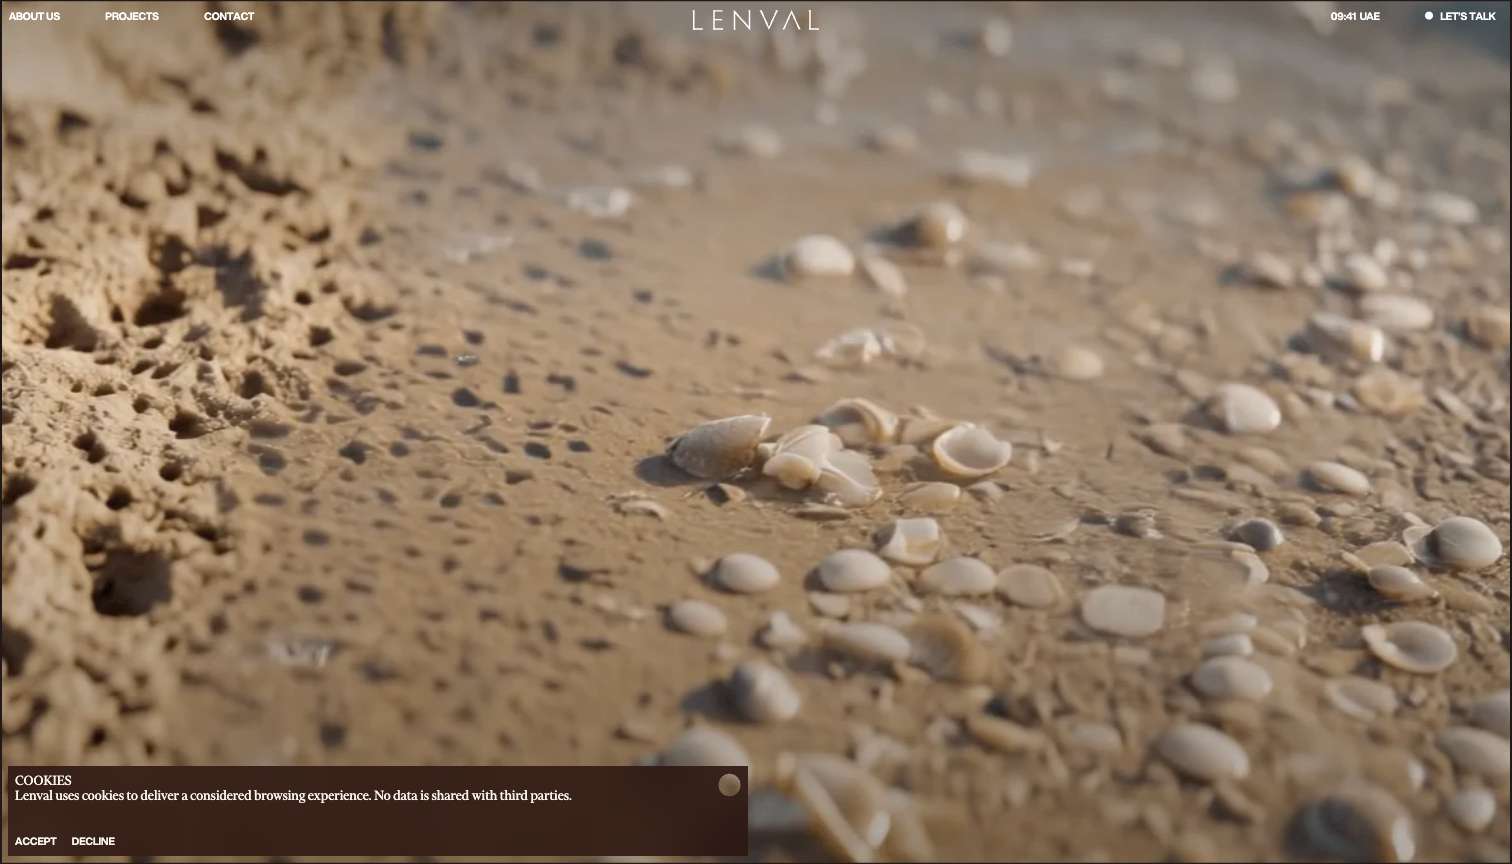 ABOUT US
PROJECTS
CONTACT
LENVAL
09:41 UAE
LET'S TALK
COOKIES
Lenval uses cookies to deliver a considered browsing experience. No data is shared with third parties.
ACCEPT
DECLINE